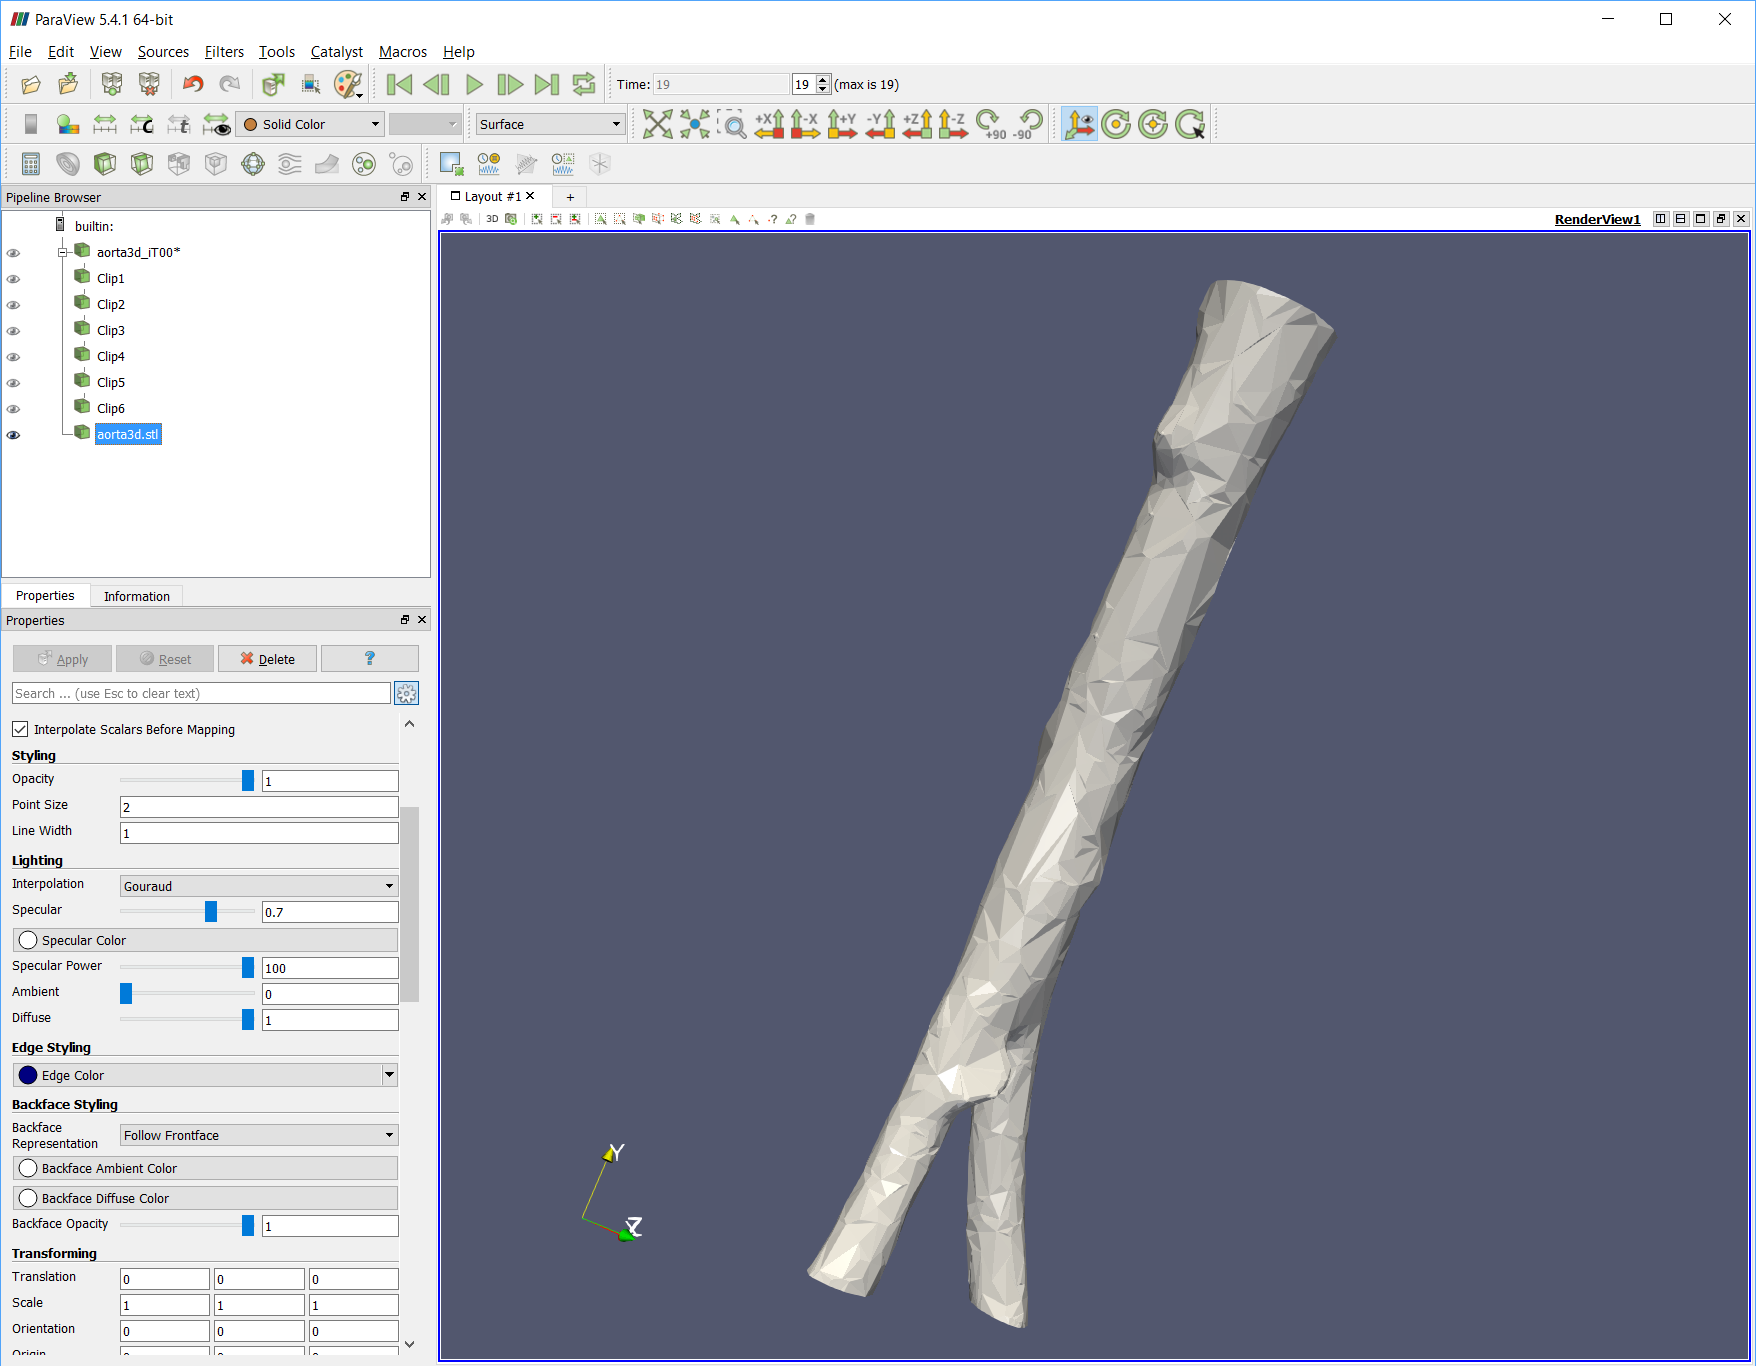 ParaView 5.4.1 64-bit
File Edit View Sources Filters Tools Catalyst Macros Help
Time: 19 19 (max is 19)
Solid Color Surface +X -X +Y -Y +Z -Z +90 -90
Pipeline Browser
Layout #1
3D
RenderView1
builtin:
aorta3d_iT00*
Clip1
Clip2
Clip3
Clip4
Clip5
Clip6
aorta3d.stl
Properties Information
Properties
Apply Reset Delete ?
Search ... (use Esc to clear text)
Interpolate Scalars Before Mapping
Styling
Opacity 1
Point Size 2
Line Width 1
Lighting
Interpolation Gouraud
Specular 0.7
Specular Color
Specular Power 100
Ambient 0
Diffuse 1
Edge Styling
Edge Color
Backface Styling
Backface
Representation Follow Frontface
Backface Ambient Color
Backface Diffuse Color
Backface Opacity 1
Transforming
Translation 0 0 0
Scale 1 1 1
Orientation 0 0 0
Origin
Y
Z